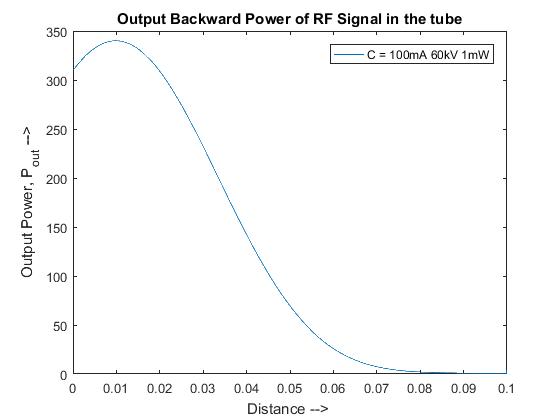 Output Backward Power of RF Signal in the tube
C = 100mA 60kV 1mW
Output Power, P_out -->
350
300
250
200
150
100
50
0
0 0.01 0.02 0.03 0.04 0.05 0.06 0.07 0.08 0.09 0.1
Distance -->